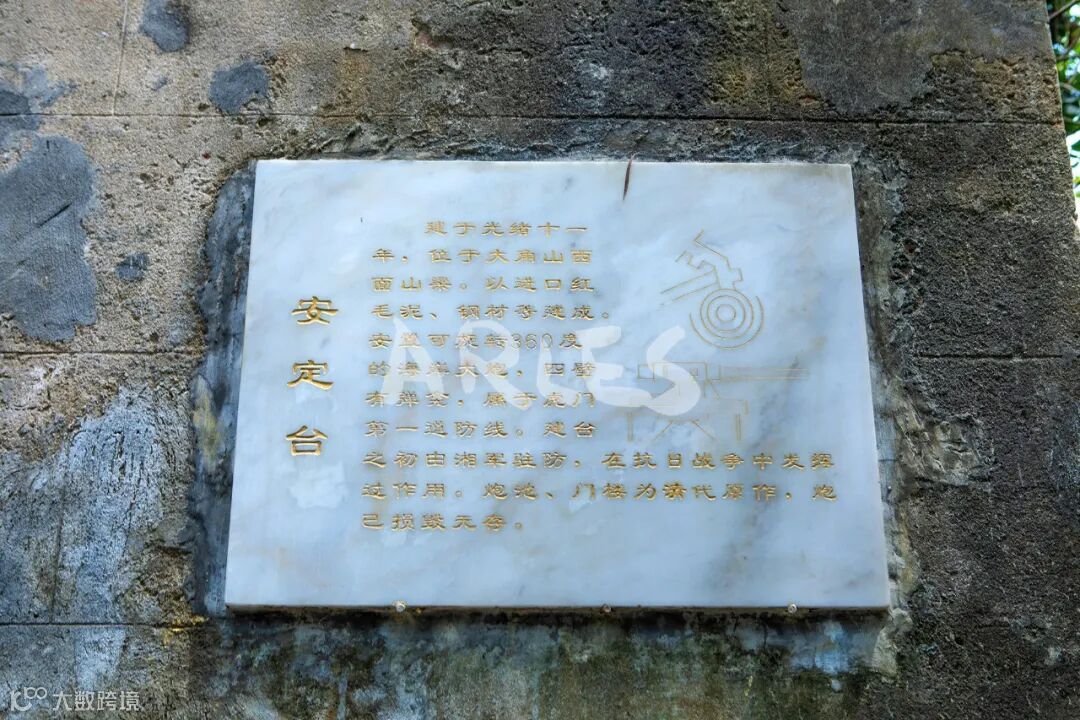 安定台
建于光绪十一
年，位于大角山西
面山梁。以进口红
毛泥、钢材等建成。
安置可旋转360度
的海岸大炮，四壁
有弹药，属于虎门
第一道防线。建台
之初由湘军驻防，在抗日战争中发挥
过作用。炮池、门楼为清代原作，炮
已损毁无存。
ARIES
大数跨境